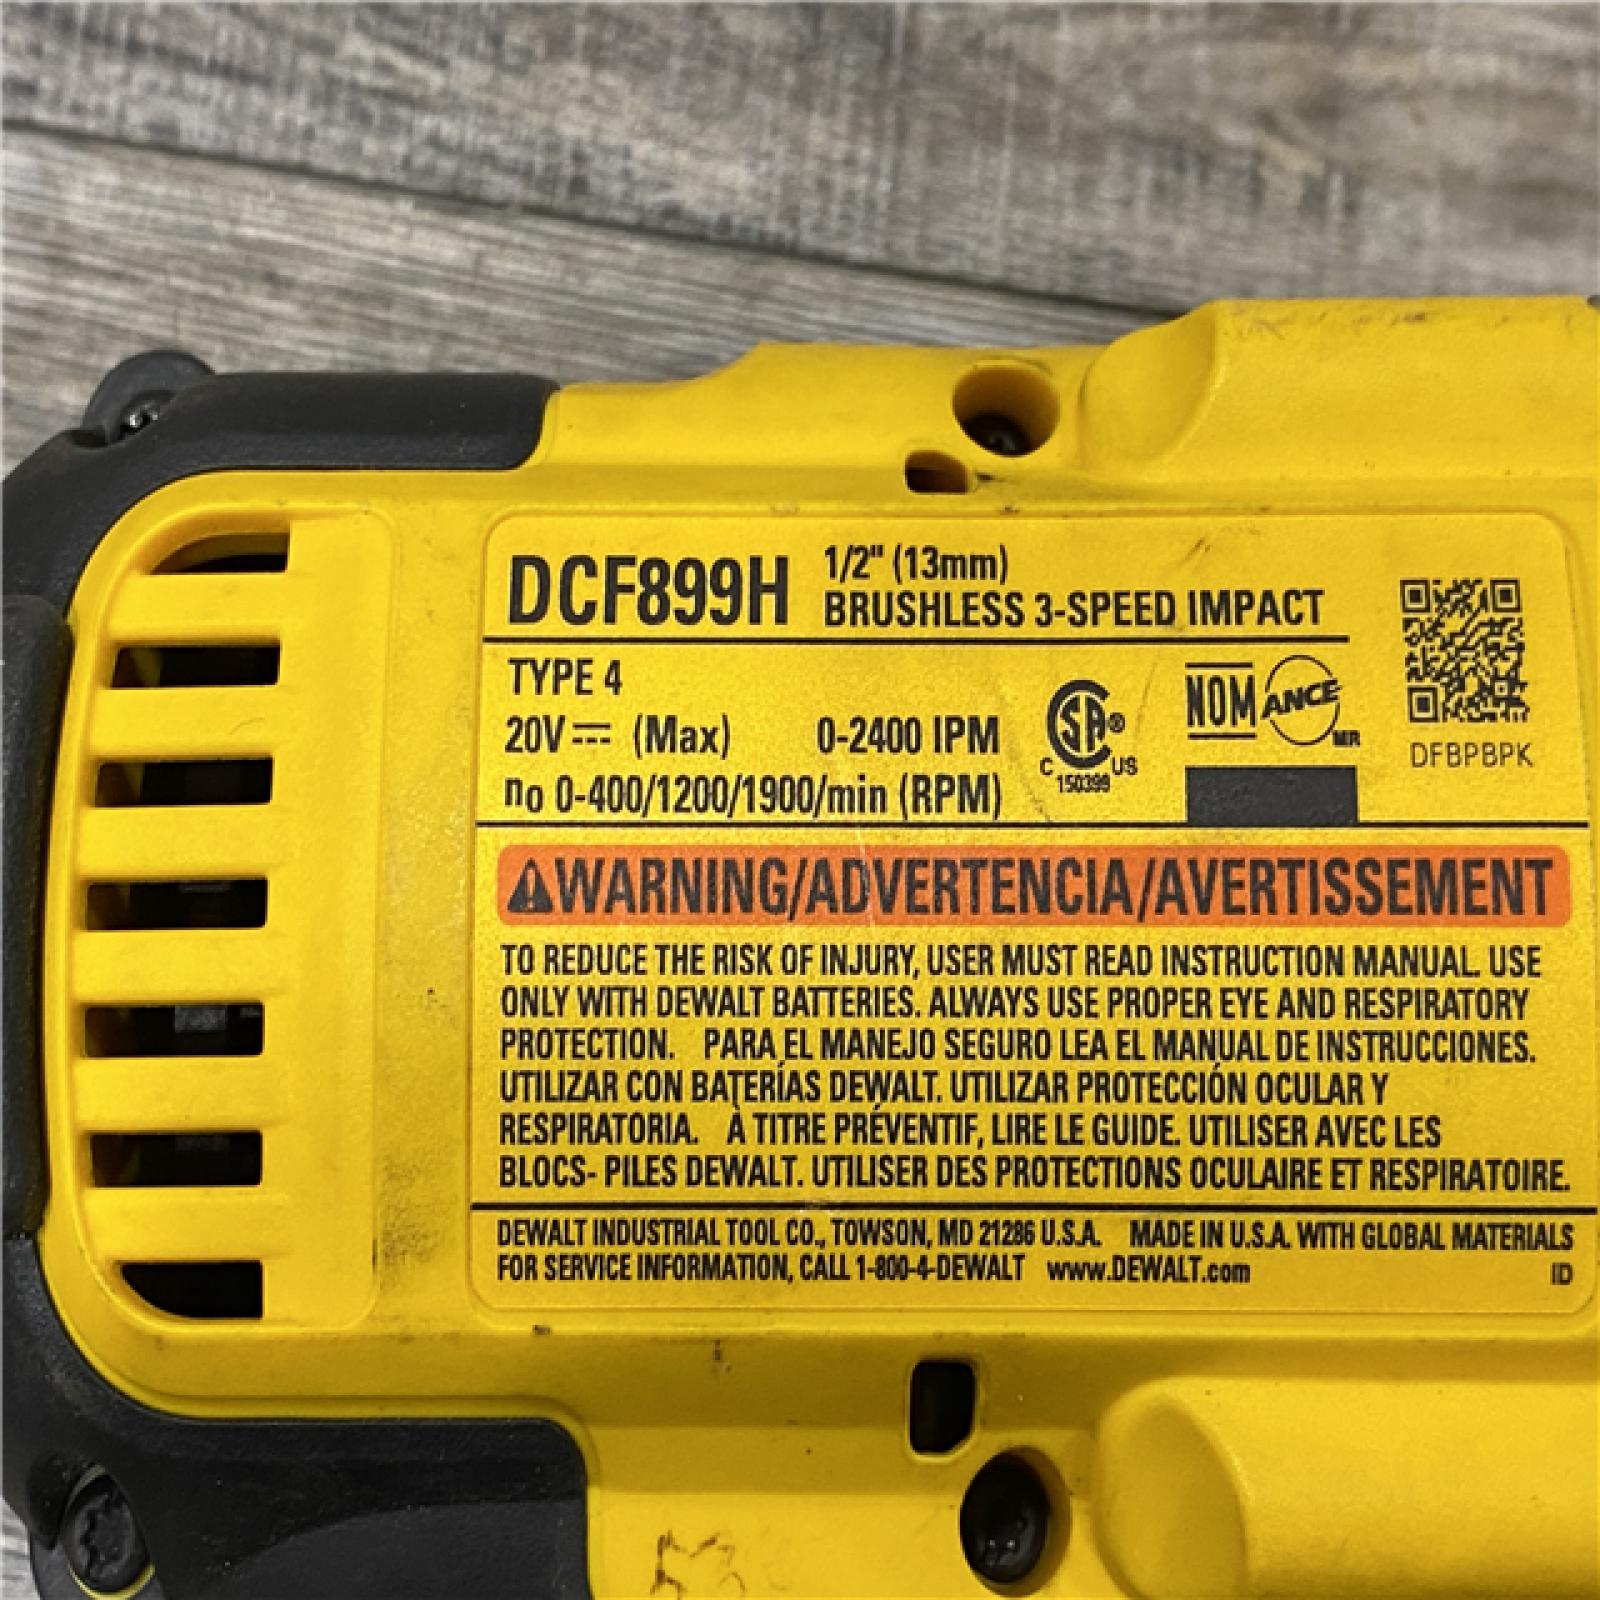 DCF899H 1/2" (13mm)
BRUSHLESS 3-SPEED IMPACT
TYPE 4
20V ⎓ (Max) 0-2400 IPM
no 0-400/1200/1900/min (RPM)
CSA®
C US
150399
NOM ANCE
MR
DFBPBPK
⚠WARNING/ADVERTENCIA/AVERTISSEMENT
TO REDUCE THE RISK OF INJURY, USER MUST READ INSTRUCTION MANUAL. USE
ONLY WITH DEWALT BATTERIES. ALWAYS USE PROPER EYE AND RESPIRATORY
PROTECTION. PARA EL MANEJO SEGURO LEA EL MANUAL DE INSTRUCCIONES.
UTILIZAR CON BATERÍAS DEWALT. UTILIZAR PROTECCIÓN OCULAR Y
RESPIRATORIA. À TITRE PRÉVENTIF, LIRE LE GUIDE. UTILISER AVEC LES
BLOCS- PILES DEWALT. UTILISER DES PROTECTIONS OCULAIRE ET RESPIRATOIRE.
DEWALT INDUSTRIAL TOOL CO., TOWSON, MD 21286 U.S.A. MADE IN U.S.A. WITH GLOBAL MATERIALS
FOR SERVICE INFORMATION, CALL 1-800-4-DEWALT www.DEWALT.com ID